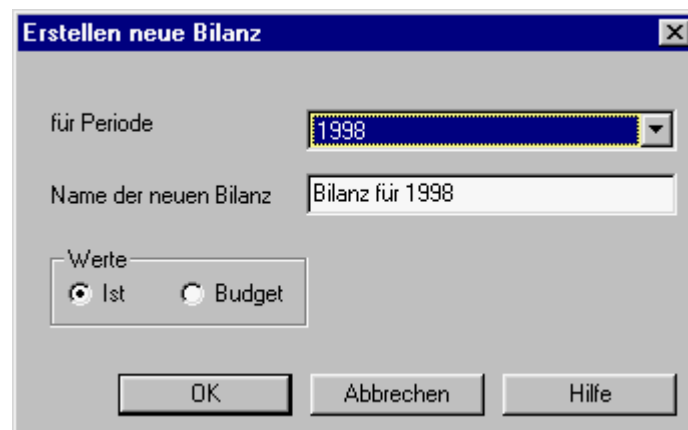 Erstellen neue Bilanz
für Periode
1998
Name der neuen Bilanz
Bilanz für 1998
Werte
Ist Budget
OK Abbrechen Hilfe